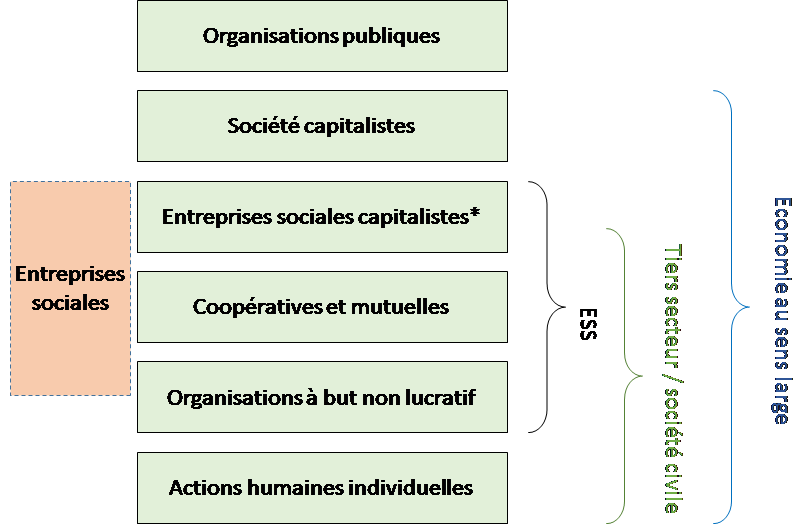 Organisations publiques
Société capitalistes
Entreprises sociales capitalistes*
Entreprises
sociales
Coopératives et mutuelles
Organisations à but non lucratif
Actions humaines individuelles
ESS
Tiers secteur / société civile
Economie au sens large